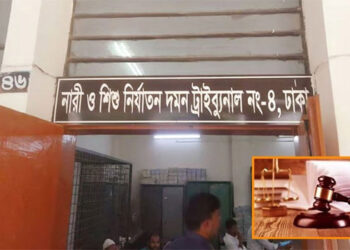 ৪৬
নারী ও শিশু নির্যাতন দমন ট্রাইব্যুনাল নং-৪, ঢাকা